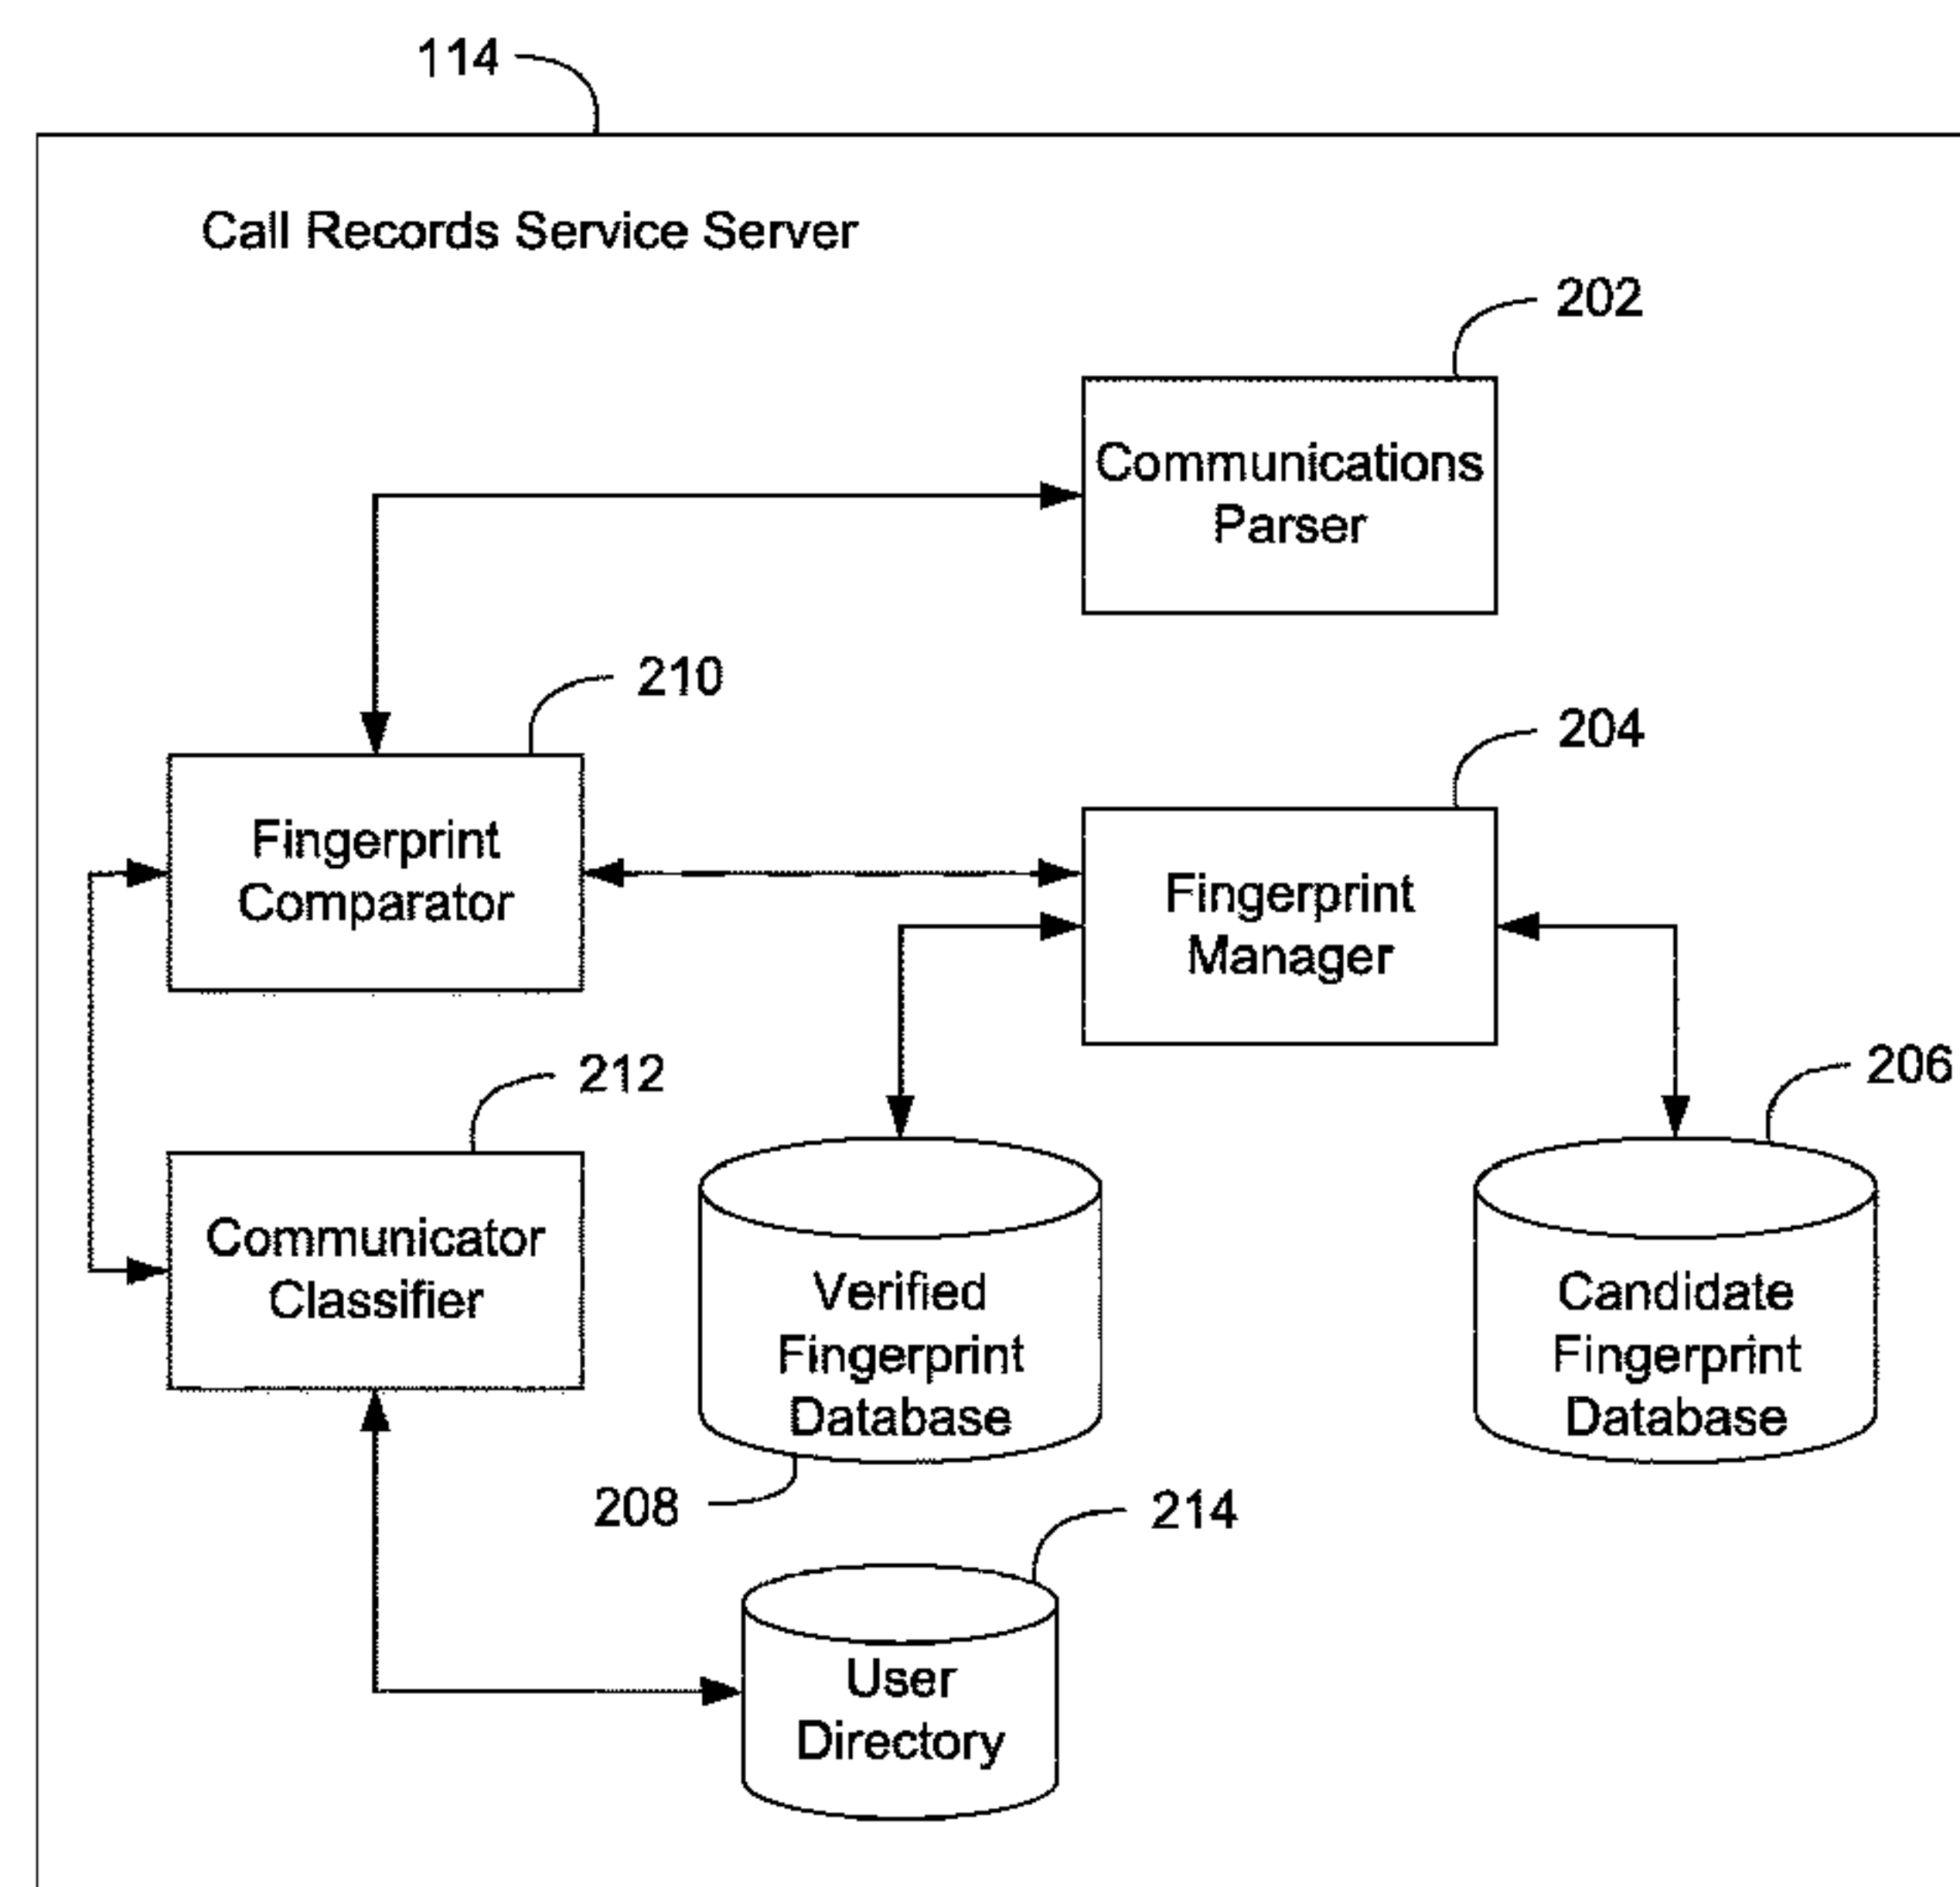 114
Call Records Service Server
202
Communications
Parser
210
204
Fingerprint
Comparator
Fingerprint
Manager
212
206
Communicator
Classifier
Verified
Fingerprint
Database
Candidate
Fingerprint
Database
208
214
User
Directory